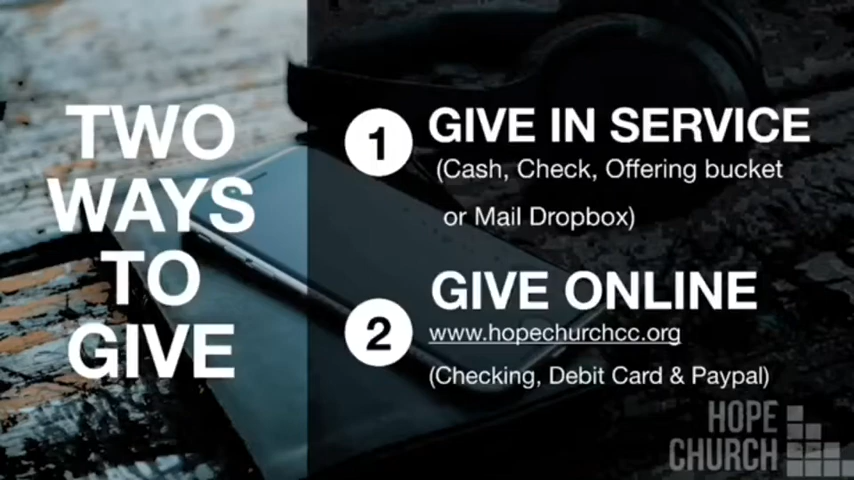 TWO
WAYS
TO
GIVE
1
GIVE IN SERVICE
(Cash, Check, Offering bucket
or Mail Dropbox)
2
GIVE ONLINE
www.hopechurchcc.org
(Checking, Debit Card & Paypal)
HOPE
CHURCH